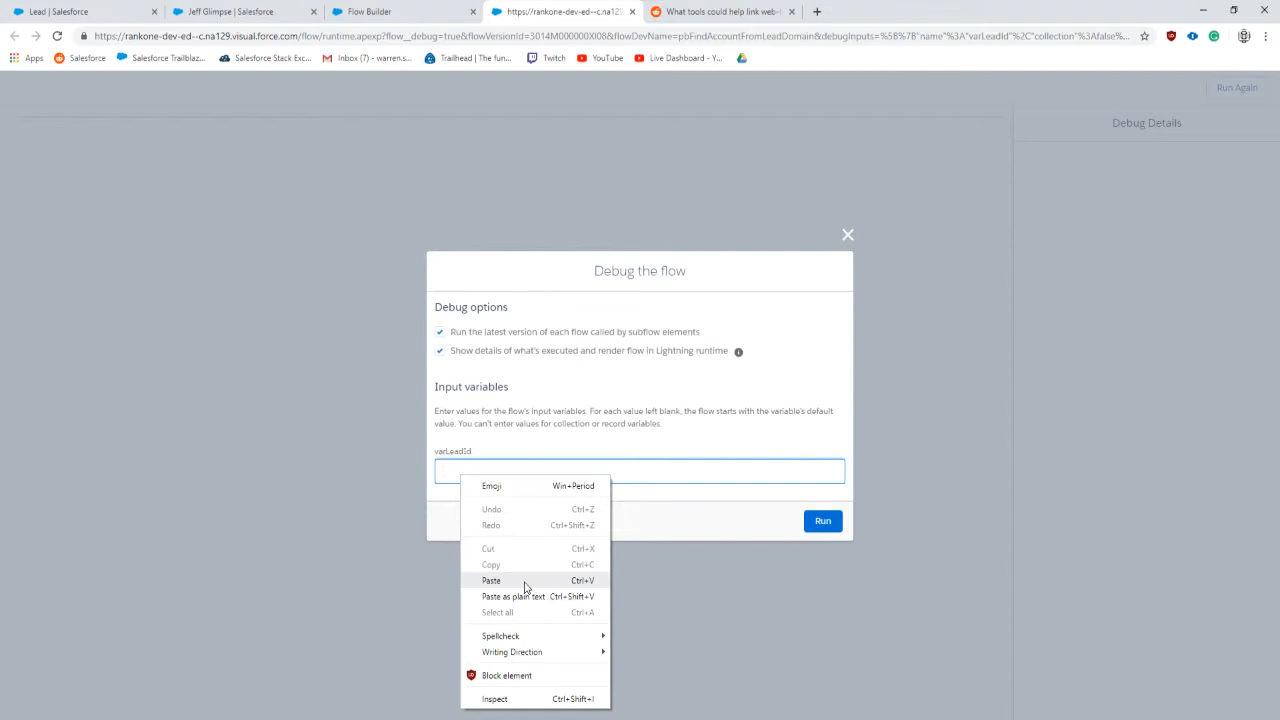 Lead | Salesforce
Jeff Glimpse | Salesforce
Flow Builder
https://rankone-dev-ed--c.na129
What tools could help link web-f
https://rankone-dev-ed--c.na129.visual.force.com/flow/runtime.apexp?flow__debug=true&flowVersionId=3014M000000XI08&flowDevName=pbFindAccountFromLeadDomain&debugInputs=%5B%7B"name"%3A"varLeadId"%2C"collection"%3Afalse%...
Apps
Salesforce
Salesforce Trailblaz...
Salesforce Stack Exc...
Inbox (7) - warren.s...
Trailhead | The fun...
Twitch
YouTube
Live Dashboard - Y...
Run Again
Debug Details
Debug the flow
Debug options
Run the latest version of each flow called by subflow elements
Show details of what's executed and render flow in Lightning runtime
Input variables
Enter values for the flow's input variables. For each value left blank, the flow starts with the variable's default
value. You can't enter values for collection or record variables.
varLeadId
Emoji Win+Period
Undo Ctrl+Z
Redo Ctrl+Shift+Z
Cut Ctrl+X
Copy Ctrl+C
Paste Ctrl+V
Paste as plain text Ctrl+Shift+V
Select all Ctrl+A
Spellcheck
Writing Direction
Block element
Inspect Ctrl+Shift+I
Run